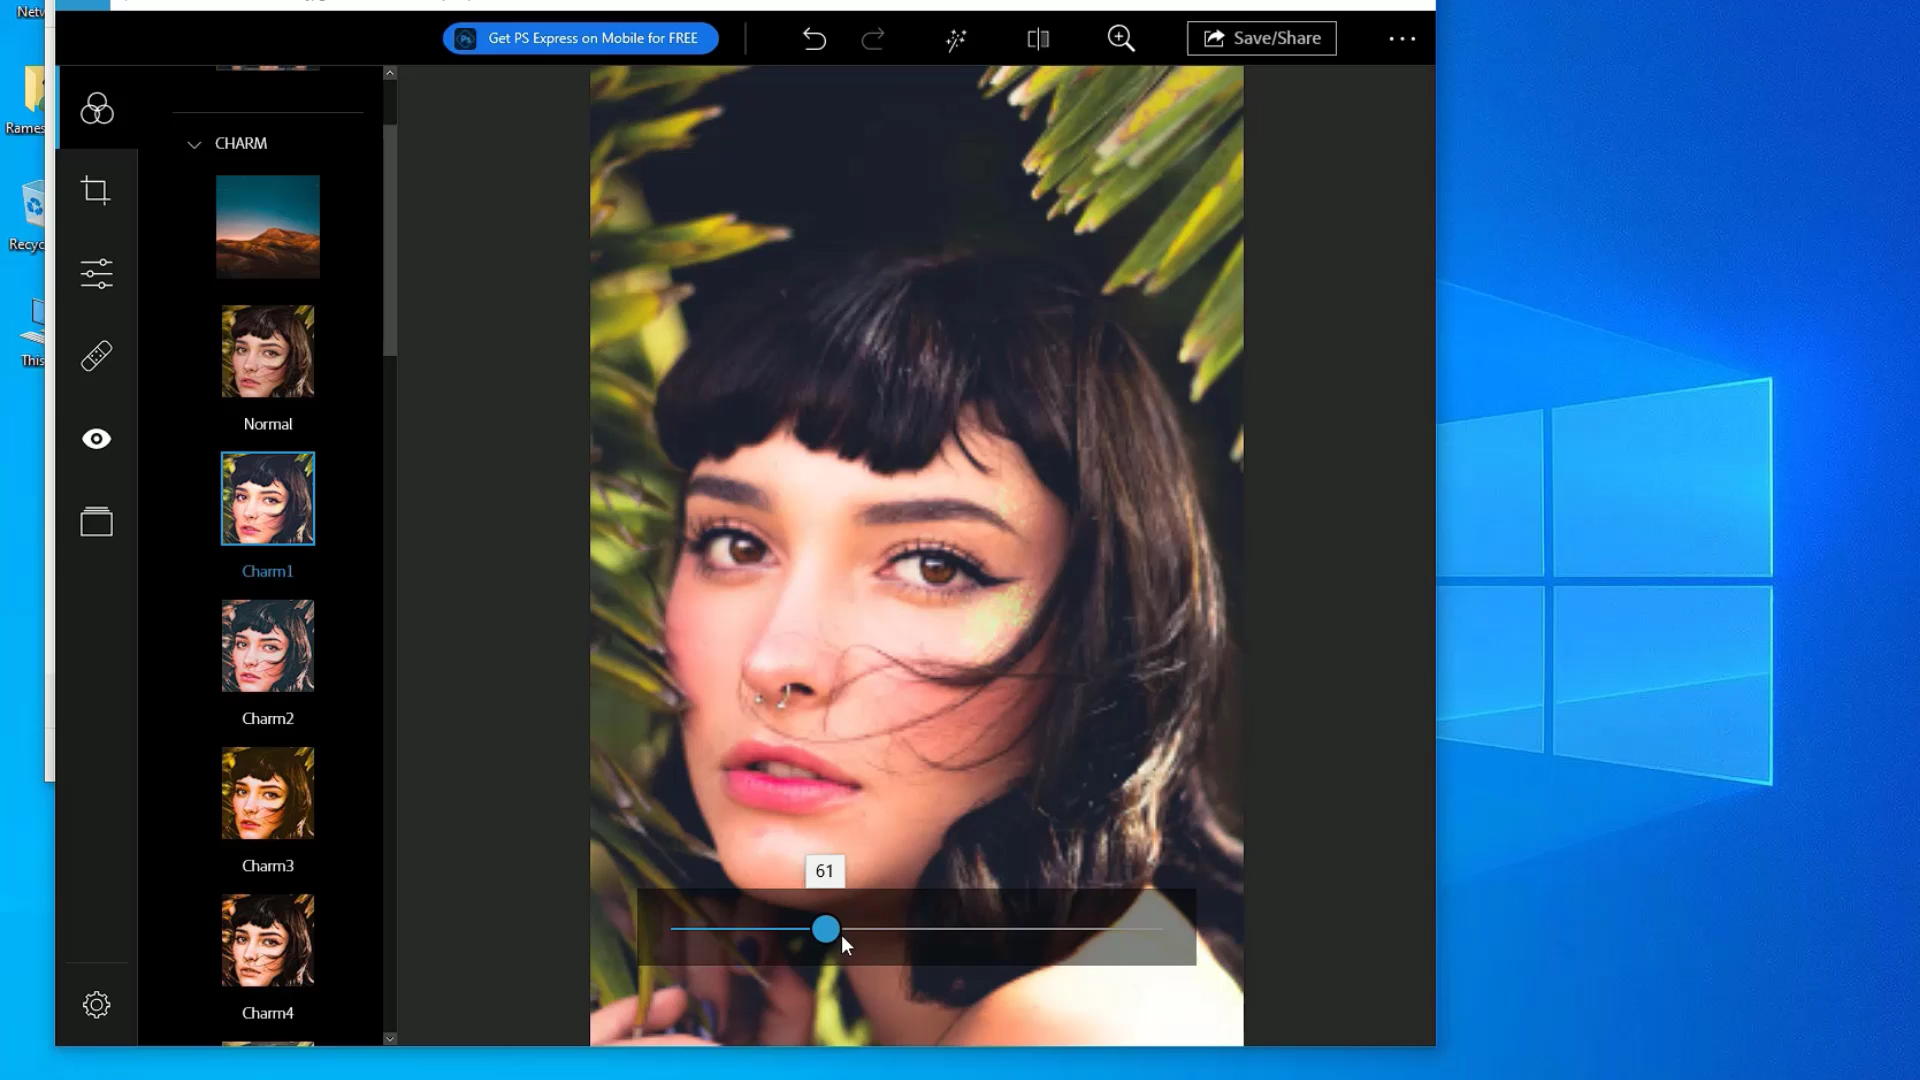 Netw
Get PS Express on Mobile for FREE
Save/Share
Rames
CHARM
Recyc
This
Normal
Charm1
Charm2
61
Charm3
Charm4